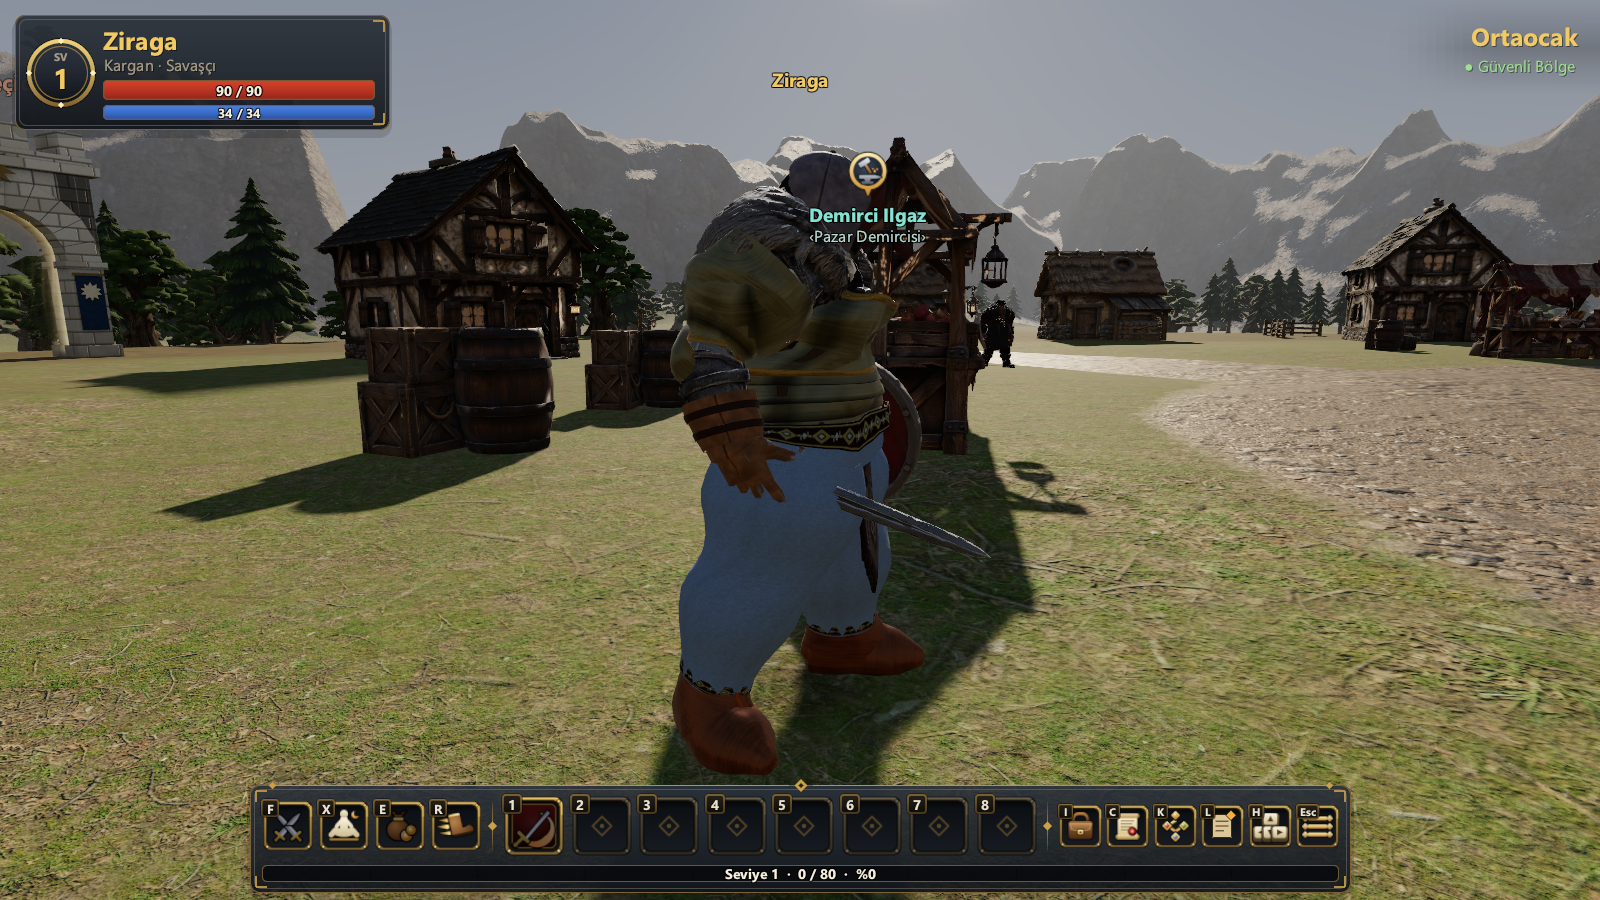 SV
1
Ziraga
Kargan · Savaşçı
90 / 90
34 / 34
Ziraga
Ortaocak
Güvenli Bölge
Demirci Ilgaz
‹Pazar Demircisi›
F
X
E
R
1
2
3
4
5
6
7
8
I
C
K
L
H
Esc
Seviye 1 · 0 / 80 · %0